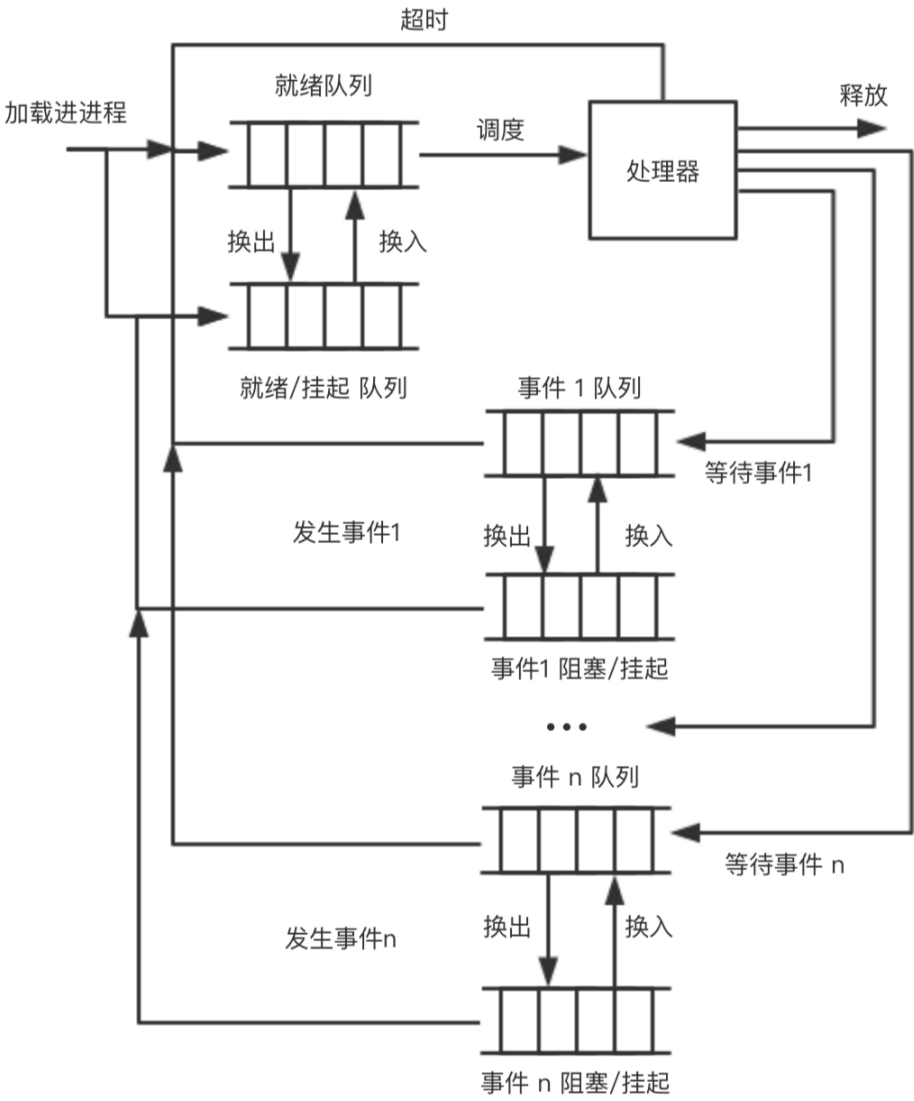 超时
就绪队列
加载进进程
调度
释放
处理器
换出
换入
就绪/挂起 队列
事件 1 队列
等待事件1
发生事件1
换出
换入
事件1 阻塞/挂起
...
事件 n 队列
等待事件 n
发生事件n
换出
换入
事件 n 阻塞/挂起